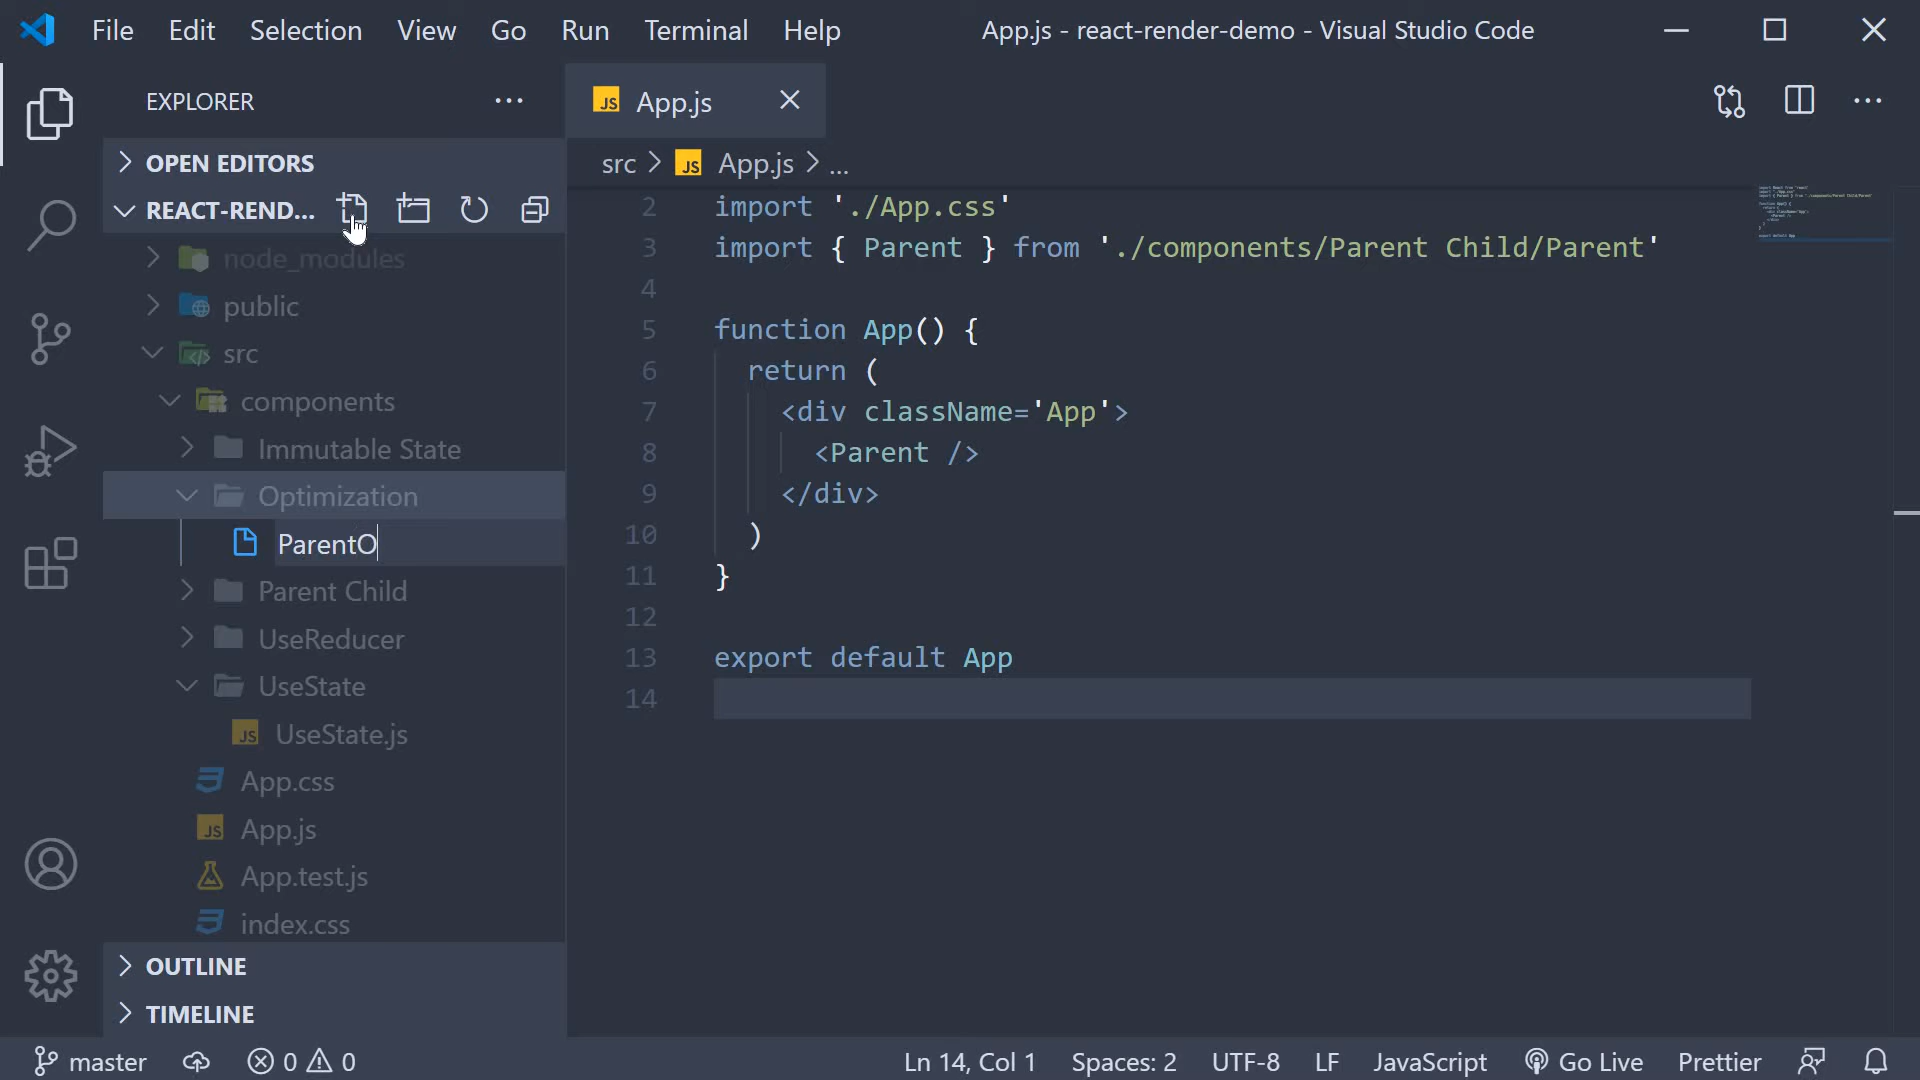 File Edit Selection View Go Run Terminal Help App.js - react-render-demo - Visual Studio Code
EXPLORER
JS App.js
OPEN EDITORS
src > JS App.js > ...
REACT-REND...
node_modules
public
src
components
Immutable State
Optimization
ParentO
Parent Child
UseReducer
UseState
JS UseState.js
App.css
JS App.js
App.test.js
index.css
OUTLINE
TIMELINE
2 import './App.css'
3 import { Parent } from './components/Parent Child/Parent'
4
5 function App() {
6 return (
7 <div className='App'>
8 <Parent />
9 </div>
10 )
11 }
12
13 export default App
14
master 0 0 Ln 14, Col 1 Spaces: 2 UTF-8 LF JavaScript Go Live Prettier